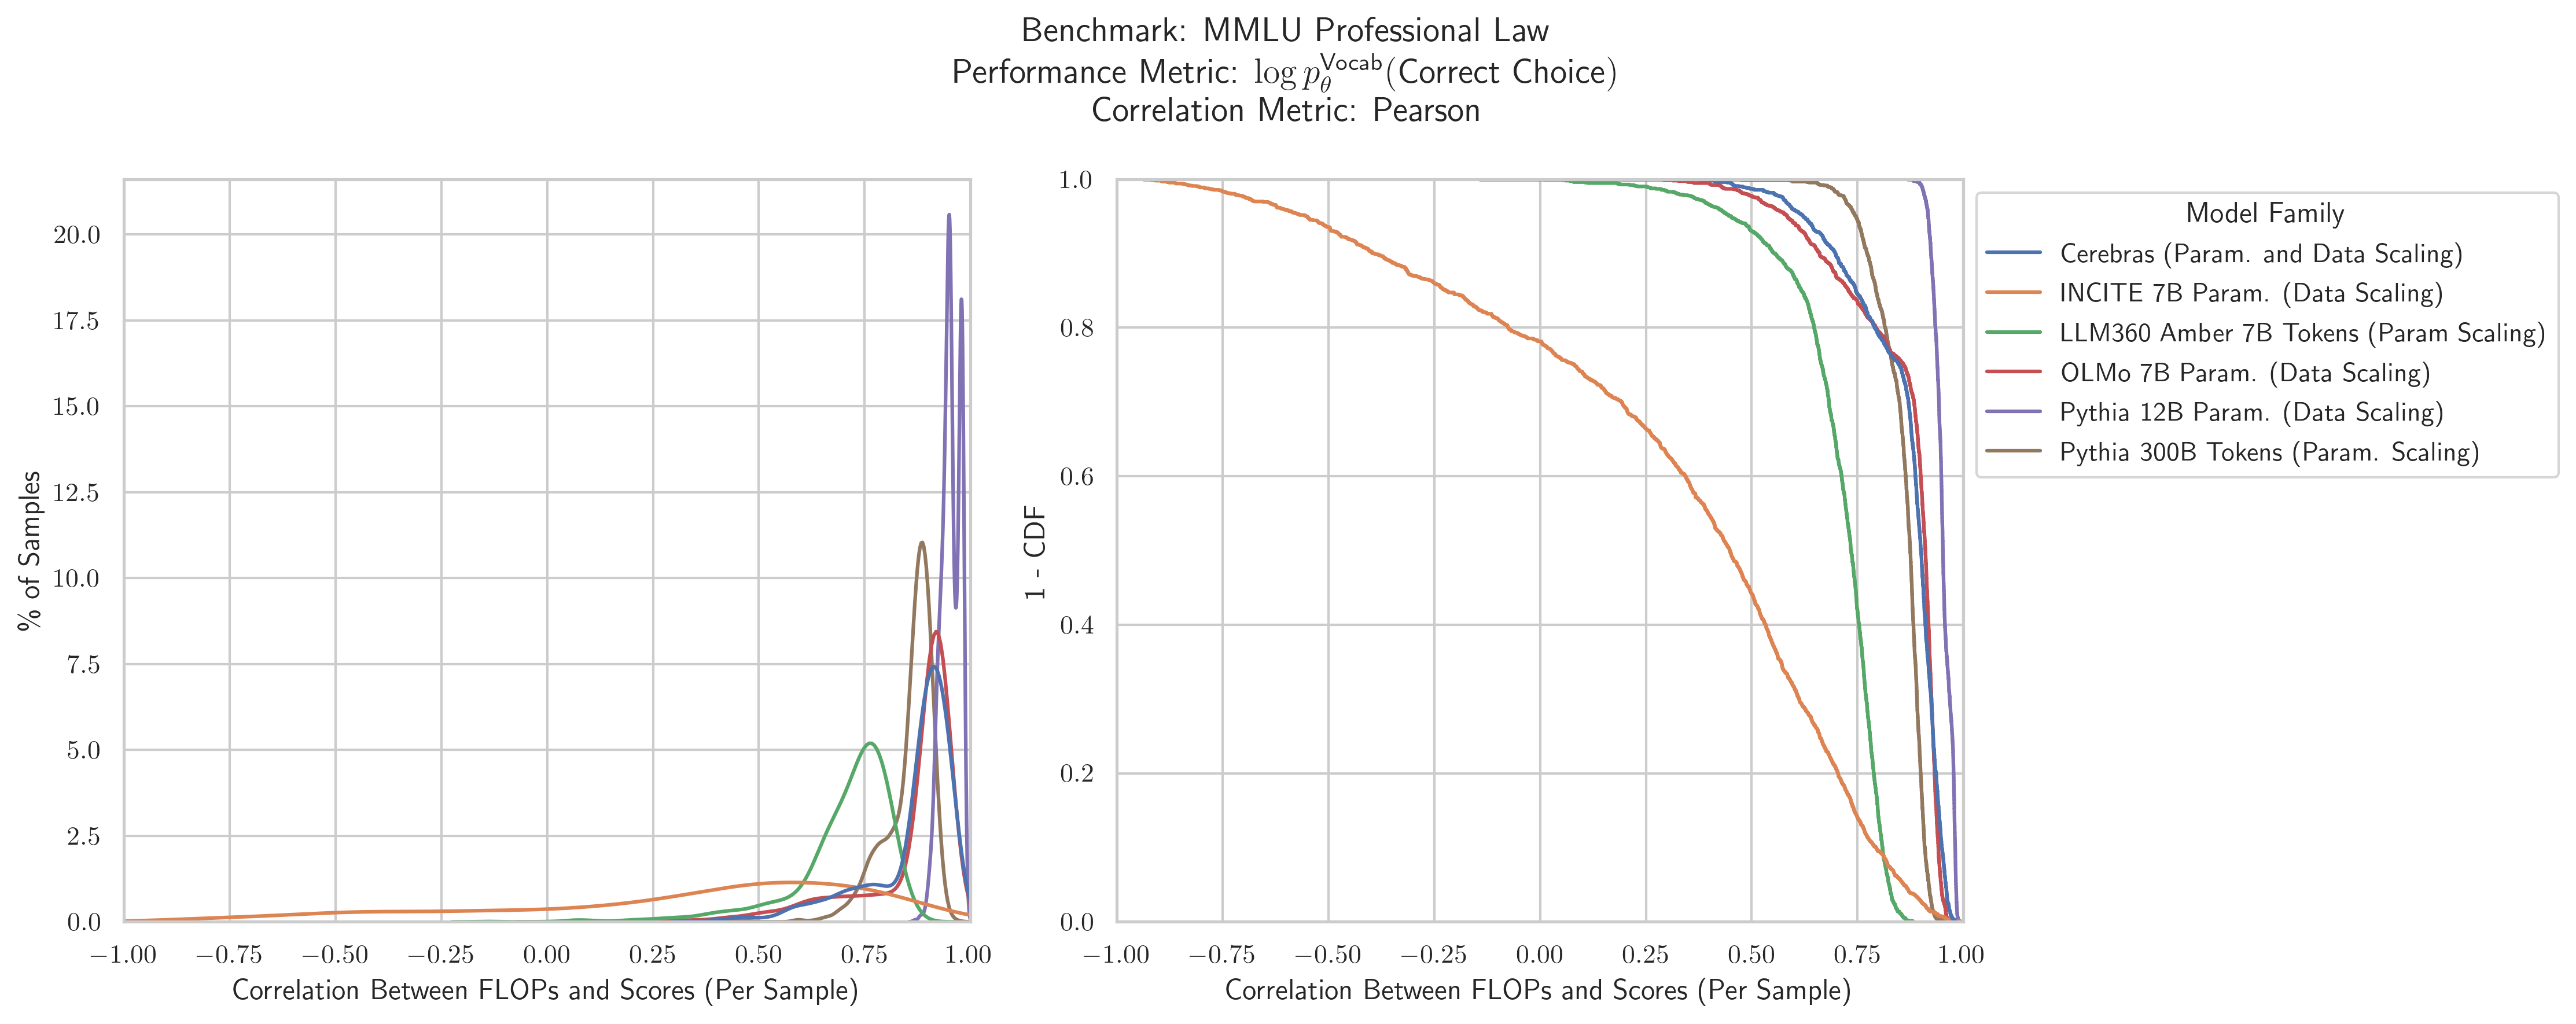 Benchmark: MMLU Professional Law
Performance Metric: log p_θ^Vocab(Correct Choice)
Correlation Metric: Pearson
% of Samples
20.0
17.5
15.0
12.5
10.0
7.5
5.0
2.5
0.0
−1.00 −0.75 −0.50 −0.25 0.00 0.25 0.50 0.75 1.00
Correlation Between FLOPs and Scores (Per Sample)
1 - CDF
1.0
0.8
0.6
0.4
0.2
0.0
−1.00 −0.75 −0.50 −0.25 0.00 0.25 0.50 0.75 1.00
Correlation Between FLOPs and Scores (Per Sample)
Model Family
Cerebras (Param. and Data Scaling)
INCITE 7B Param. (Data Scaling)
LLM360 Amber 7B Tokens (Param Scaling)
OLMo 7B Param. (Data Scaling)
Pythia 12B Param. (Data Scaling)
Pythia 300B Tokens (Param. Scaling)